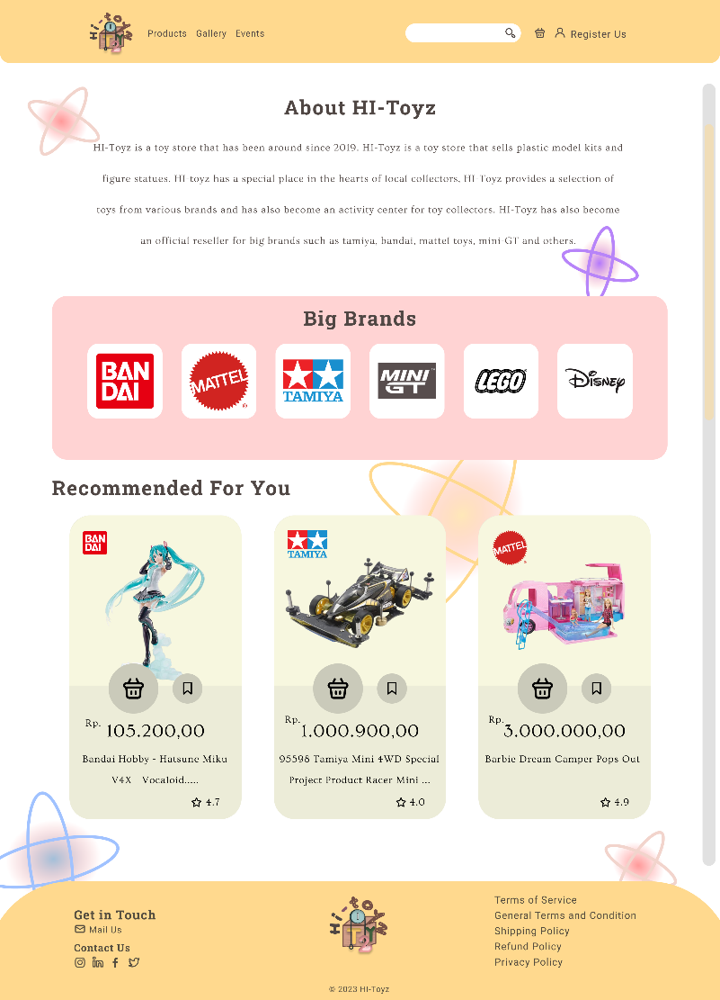 HI-TOYZ
Products Gallery Events
Register Us
About HI-Toyz
HI-Toyz is a toy store that has been around since 2019. HI-Toyz is a toy store that sells plastic model kits and
figure statues. HI-toyz has a special place in the hearts of local collectors. HI-Toyz provides a selection of
toys from various brands and has also become an activity center for toy collectors. HI-Toyz has also become
an official reseller for big brands such as tamiya, bandai, mattel toys, mini-GT and others.
Big Brands
BAN
DAI
MATTEL
®
TAMIYA
MINI
GT
LEGO
Disney
Recommended For You
BAN
DAI
TAMIYA
MATTEL
Rp. 105.200,00
Bandai Hobby - Hatsune Miku
V4X - Vocaloid.....
4.7
Rp. 1.000.900,00
95598 Tamiya Mini 4WD Special
Project Product Racer Mini ...
4.0
Rp. 3.000.000,00
Barbie Dream Camper Pops Out
4.9
Get in Touch
Mail Us
Contact Us
HI-TOYZ
© 2023 HI-Toyz
Terms of Service
General Terms and Condition
Shipping Policy
Refund Policy
Privacy Policy